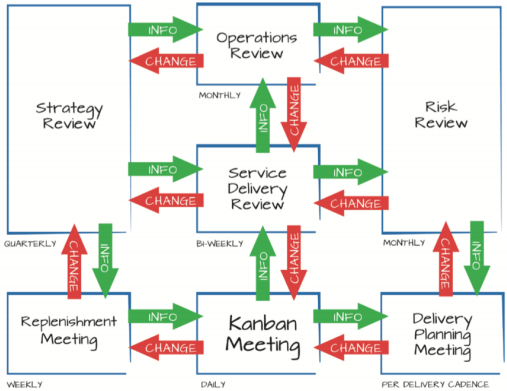 INFO
INFO
Operations
Review
CHANGE
CHANGE
MONTHLY
Strategy
Review
INFO
CHANGE
Risk
Review
INFO
INFO
Service
Delivery
Review
CHANGE
CHANGE
QUARTERLY
BI-WEEKLY
MONTHLY
CHANGE
INFO
INFO
CHANGE
CHANGE
INFO
Replenishment
Meeting
INFO
CHANGE
Kanban
Meeting
INFO
CHANGE
Delivery
Planning
Meeting
WEEKLY
DAILY
PER DELIVERY CADENCE